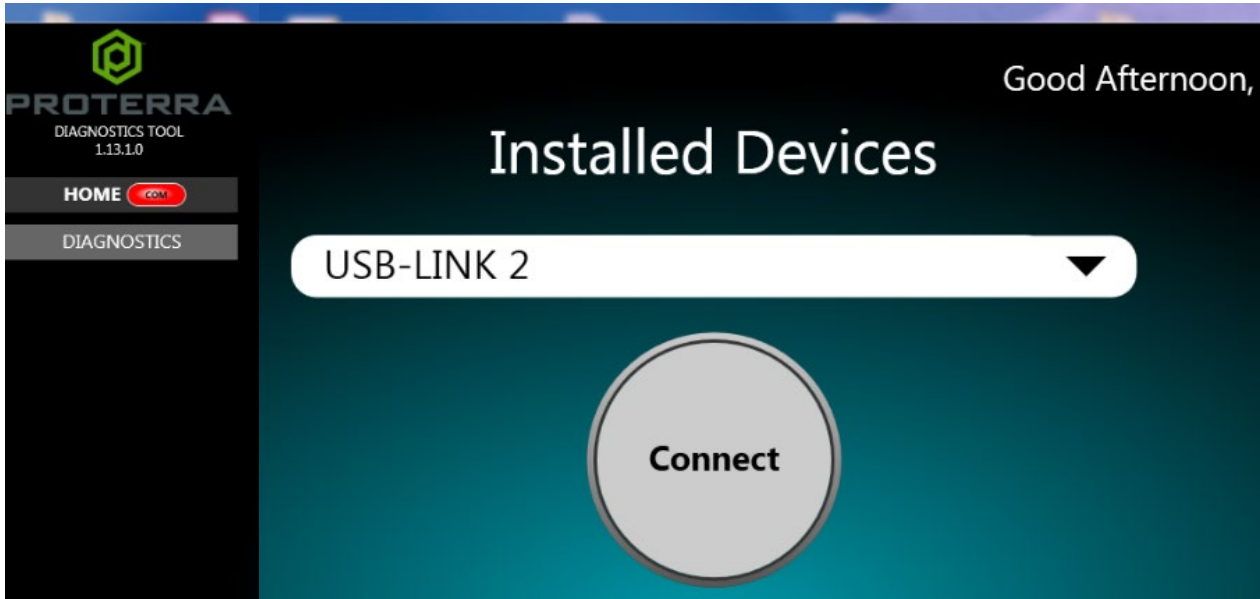 PROTERRA
DIAGNOSTICS TOOL
1.13.1.0
HOME COM
DIAGNOSTICS
Good Afternoon,
Installed Devices
USB-LINK 2
Connect